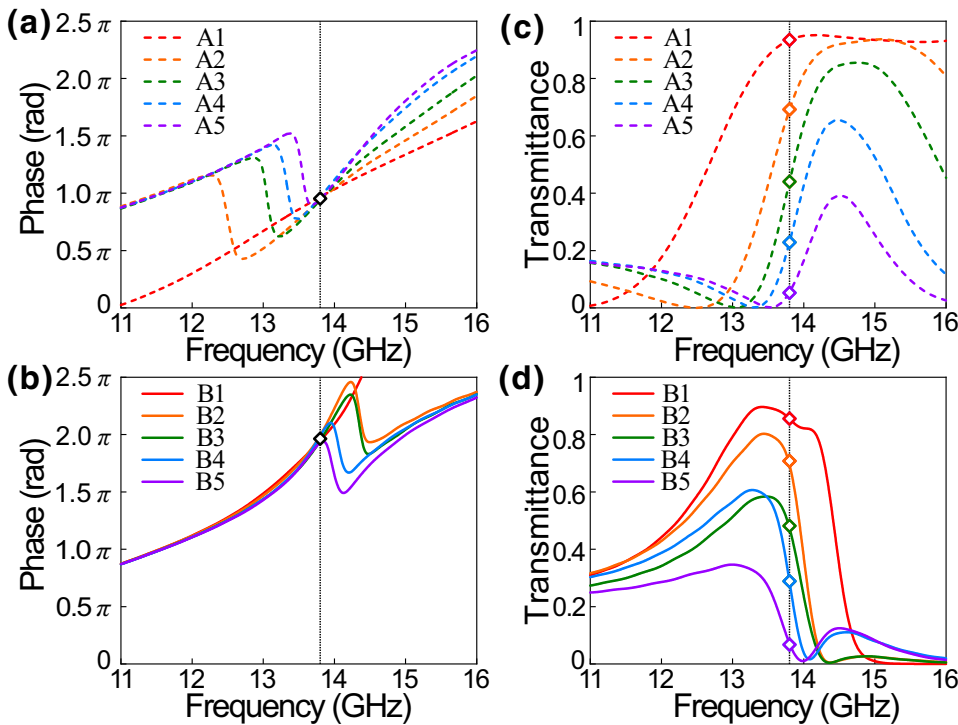 (a)
2.5 π
2.0 π
1.5 π
1.0 π
0.5 π
0
Phase (rad)
A1
A2
A3
A4
A5
11 12 13 14 15 16
Frequency (GHz)
(c)
1
0.8
0.6
0.4
0.2
0
Transmittance
A1
A2
A3
A4
A5
11 12 13 14 15 16
Frequency (GHz)
(b)
2.5 π
2.0 π
1.5 π
1.0 π
0.5 π
0
Phase (rad)
B1
B2
B3
B4
B5
11 12 13 14 15 16
Frequency (GHz)
(d)
1
0.8
0.6
0.4
0.2
0
Transmittance
B1
B2
B3
B4
B5
11 12 13 14 15 16
Frequency (GHz)